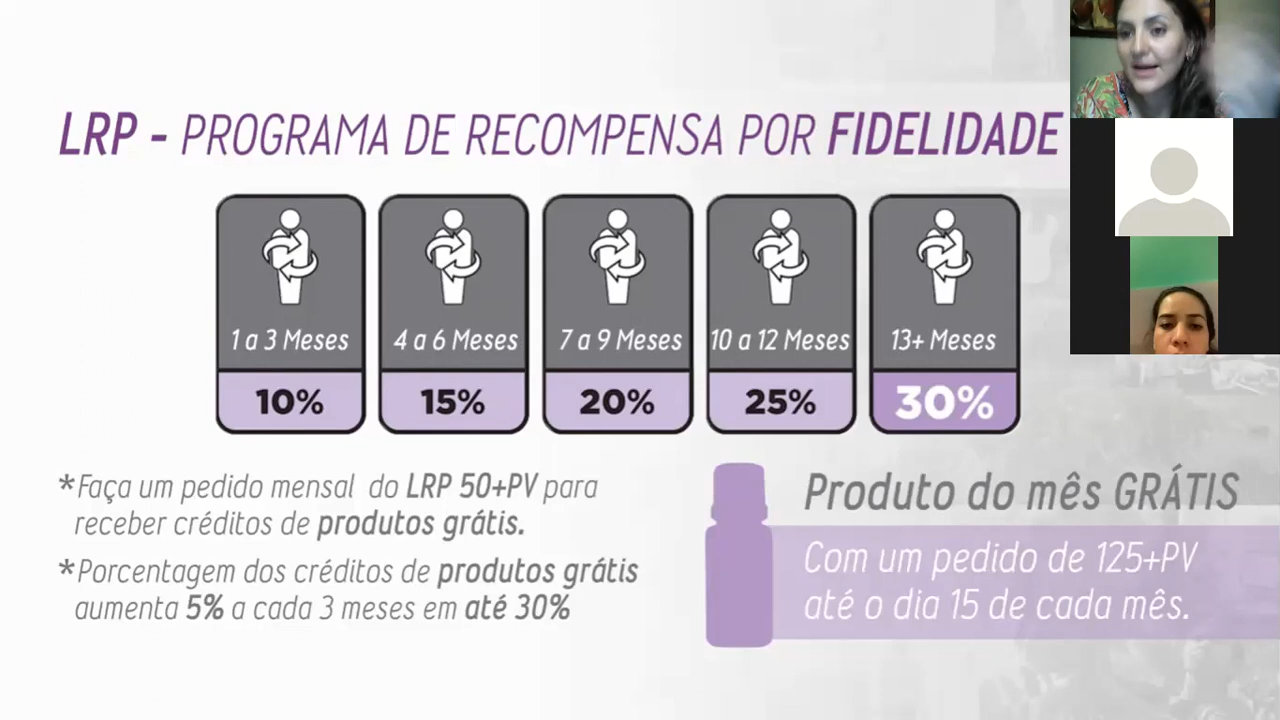 LRP - PROGRAMA DE RECOMPENSA POR FIDELIDADE
1 a 3 Meses
10%
4 a 6 Meses
15%
7 a 9 Meses
20%
10 a 12 Meses
25%
13+ Meses
30%
*Faça um pedido mensal do LRP 50+PV para
receber créditos de produtos grátis.
*Porcentagem dos créditos de produtos grátis
aumenta 5% a cada 3 meses em até 30%
Produto do mês GRÁTIS
Com um pedido de 125+PV
até o dia 15 de cada mês.